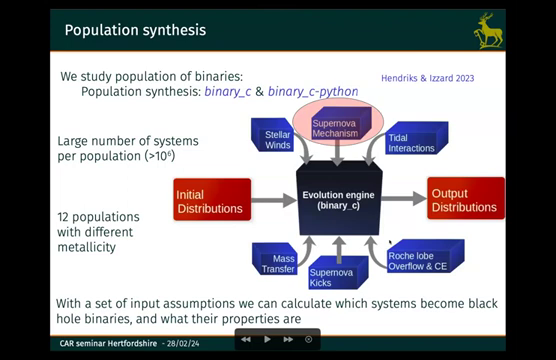 Population synthesis
We study population of binaries:
Hendriks & Izzard 2023
Population synthesis: binary_c & binary_c-python
Large number of systems
per population (>10⁶)
12 populations
with different
metallicity
Stellar
Winds
Supernova
Mechanism
Tidal
Interactions
Initial
Distributions
Evolution engine
(binary_c)
Output
Distributions
Mass
Transfer
Supernova
Kicks
Roche lobe
Overflow & CE
With a set of input assumptions we can calculate which systems become black
hole binaries, and what their properties are
CAR seminar Hertfordshire - 28/02/24